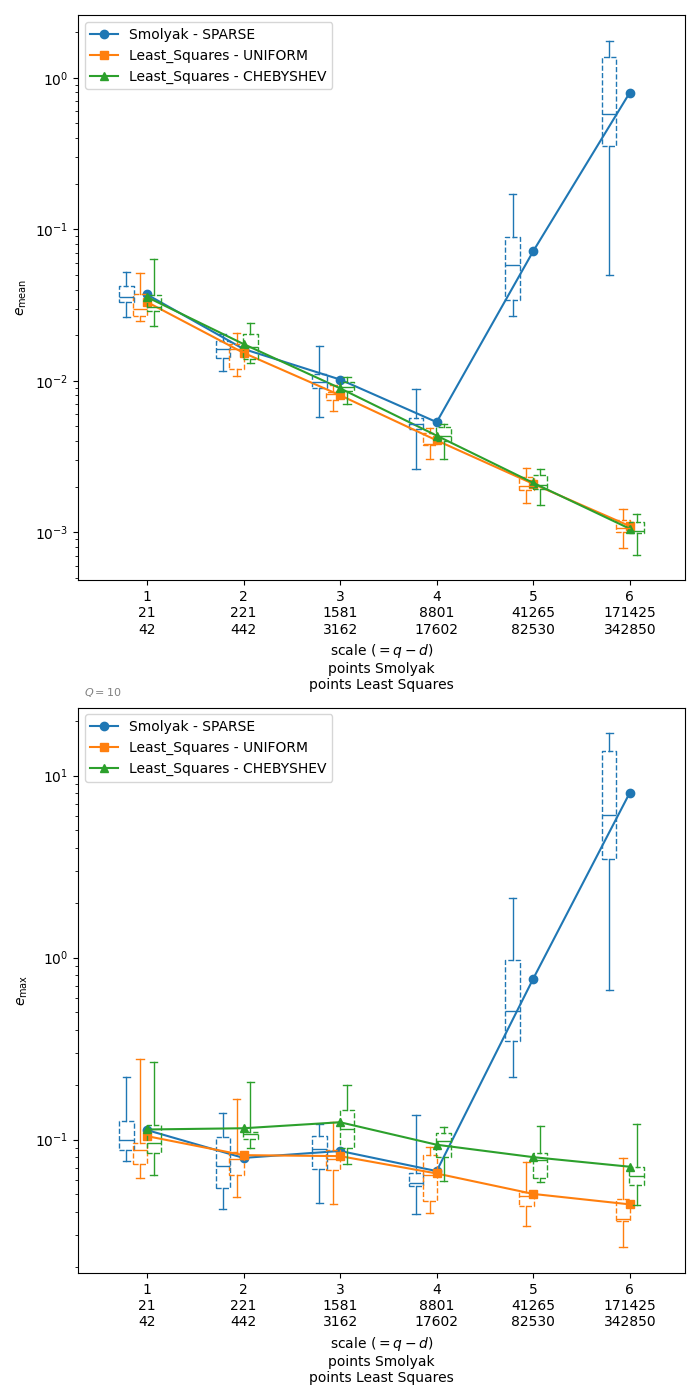 Smolyak - SPARSE
Least_Squares - UNIFORM
Least_Squares - CHEBYSHEV
10⁰
10⁻¹
10⁻²
10⁻³
e_mean
1 2 3 4 5 6
21 221 1581 8801 41265 171425
42 442 3162 17602 82530 342850
scale (= q − d)
points Smolyak
points Least Squares
Q = 10
Smolyak - SPARSE
Least_Squares - UNIFORM
Least_Squares - CHEBYSHEV
10¹
10⁰
10⁻¹
e_max
1 2 3 4 5 6
21 221 1581 8801 41265 171425
42 442 3162 17602 82530 342850
scale (= q − d)
points Smolyak
points Least Squares